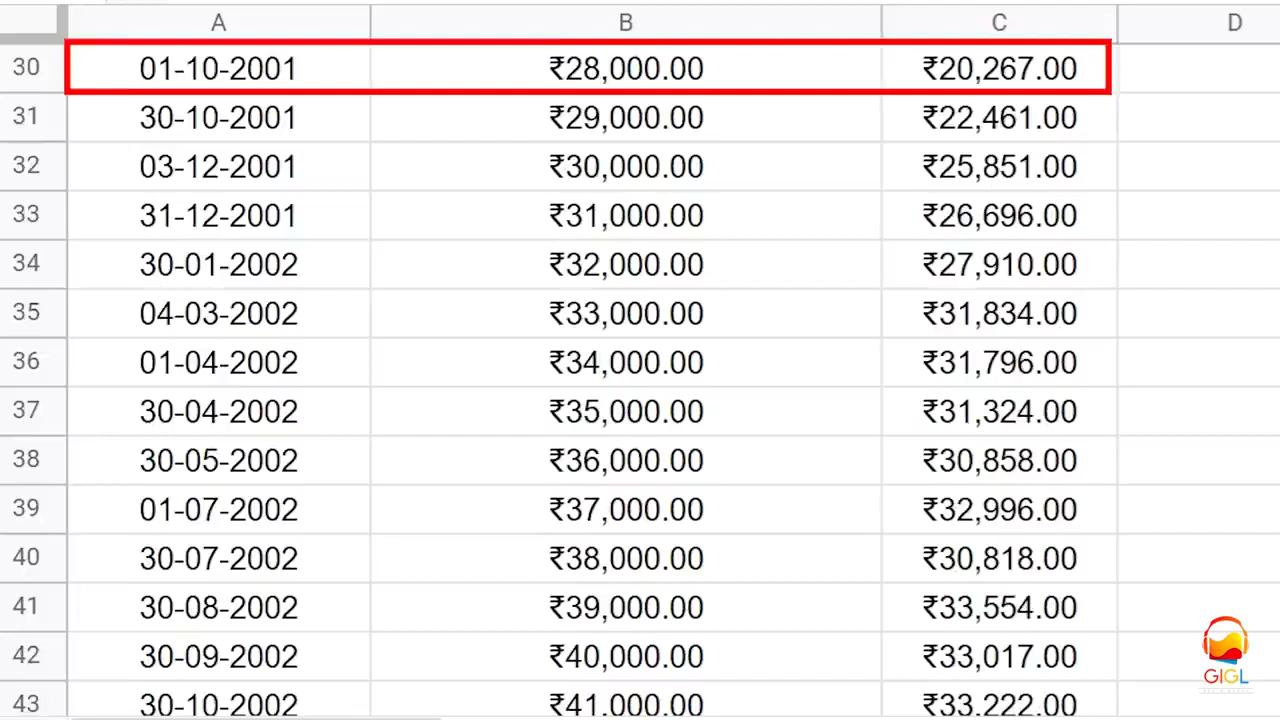 A B C D
30 01-10-2001 ₹28,000.00 ₹20,267.00
31 30-10-2001 ₹29,000.00 ₹22,461.00
32 03-12-2001 ₹30,000.00 ₹25,851.00
33 31-12-2001 ₹31,000.00 ₹26,696.00
34 30-01-2002 ₹32,000.00 ₹27,910.00
35 04-03-2002 ₹33,000.00 ₹31,834.00
36 01-04-2002 ₹34,000.00 ₹31,796.00
37 30-04-2002 ₹35,000.00 ₹31,324.00
38 30-05-2002 ₹36,000.00 ₹30,858.00
39 01-07-2002 ₹37,000.00 ₹32,996.00
40 30-07-2002 ₹38,000.00 ₹30,818.00
41 30-08-2002 ₹39,000.00 ₹33,554.00
42 30-09-2002 ₹40,000.00 ₹33,017.00
43 30-10-2002 ₹41,000.00 ₹33,222.00
GIGL